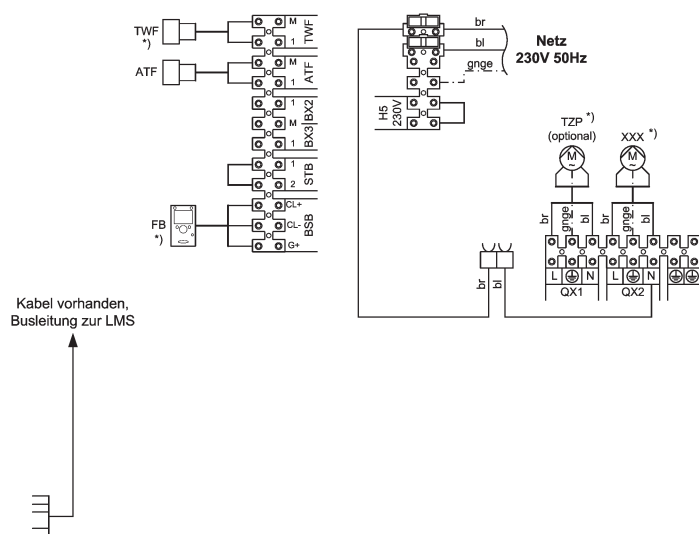 TWF
*)
M
1
TWF
ATF
M
1
ATF
1
BX2
M
BX3
1
1
STB
2
FB
*)
CL+
CL-
G+
BSB
br
bl
gnge
Netz
230V 50Hz
H5
230V
TZP *)
(optional)
XXX *)
M
~
M
~
br
gnge
bl
br
gnge
bl
L
N
L
N
QX1
QX2
br
bl
Kabel vorhanden,
Busleitung zur LMS